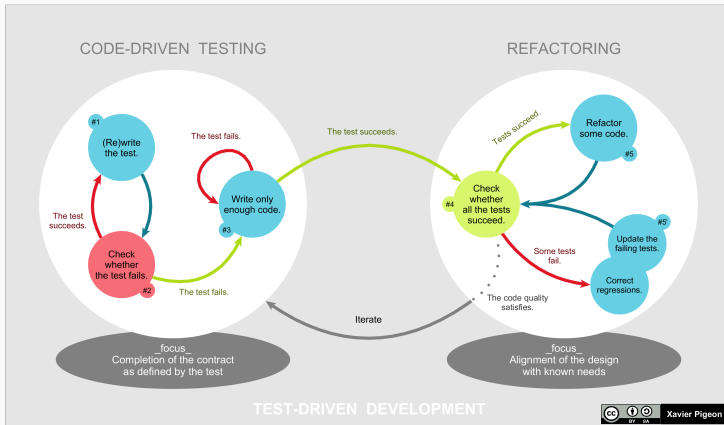 CODE-DRIVEN TESTING
REFACTORING
#1
(Re)write
the test.
The test fails.
The test succeeds.
Tests succeed.
Refactor
some code.
#5
Write only
enough code.
#3
The test
succeeds.
Check
whether
the test fails.
#2
The test fails.
Check
whether
all the tests
succeed.
#4
#5'
Update the
failing tests.
Some tests
fail.
Correct
regressions.
The code quality
satisfies.
Iterate
_focus_
Completion of the contract
as defined by the test
_focus_
Alignment of the design
with known needs
TEST-DRIVEN DEVELOPMENT
cc
BY SA
Xavier Pigeon